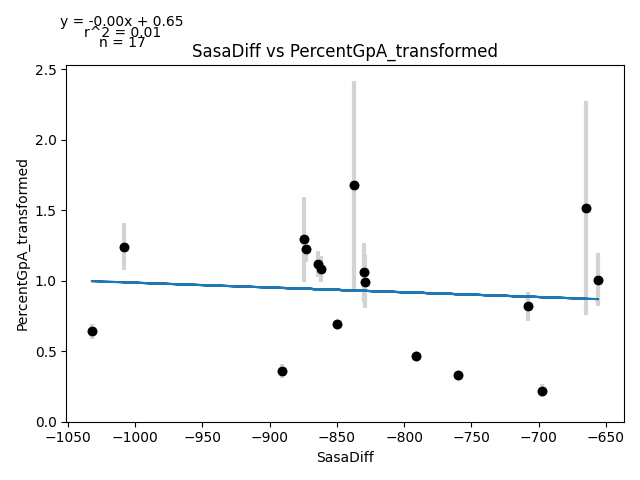 y = -0.00x + 0.65
r^2 = 0.01
n = 17
SasaDiff vs PercentGpA_transformed
2.5
2.0
1.5
1.0
0.5
0.0
PercentGpA_transformed
−1050 −1000 −950 −900 −850 −800 −750 −700 −650
SasaDiff